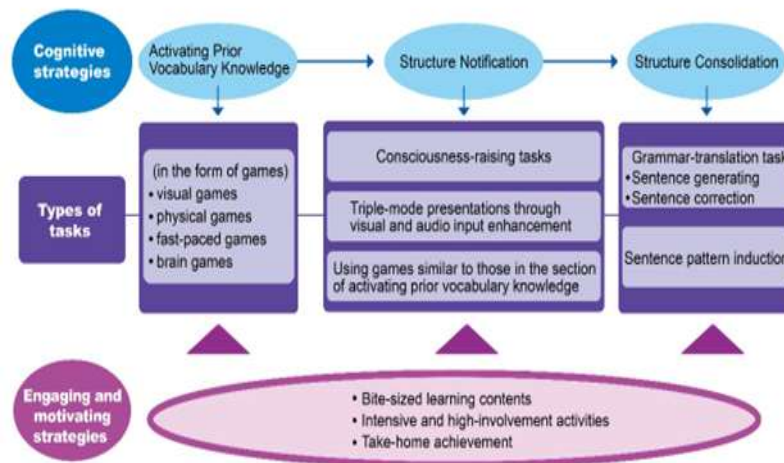 Cognitive
strategies
Activating Prior
Vocabulary Knowledge
Structure Notification
Structure Consolidation
Types of
tasks
(in the form of games)
• visual games
• physical games
• fast-paced games
• brain games
Consciousness-raising tasks
Triple-mode presentations through
visual and audio input enhancement
Using games similar to those in the section
of activating prior vocabulary knowledge
Grammar-translation task
• Sentence generating
• Sentence correction
Sentence pattern induction
Engaging and
motivating
strategies
• Bite-sized learning contents
• Intensive and high-involvement activities
• Take-home achievement